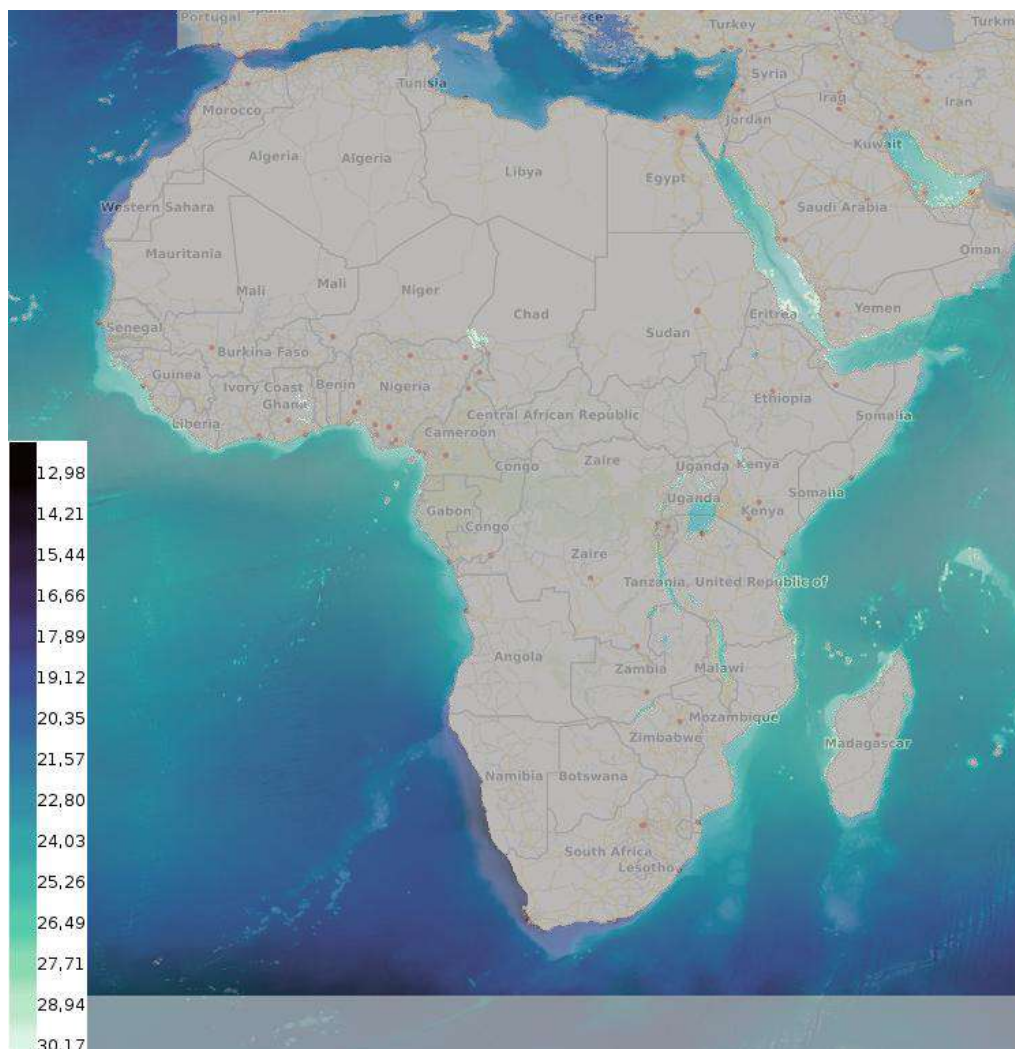 Portugal
Greece
Turkey
Turkm
Tunisia
Syria
Iraq
Iran
Morocco
Jordan
Kuwait
Algeria
Algeria
Libya
Egypt
Western Sahara
Saudi Arabia
Mauritania
Oman
Mali
Mali
Niger
Chad
Yemen
Senegal
Sudan
Eritrea
Burkina Faso
Guinea
Ivory Coast
Benin
Nigeria
Ethiopia
Ghana
Somalia
Liberia
Central African Republic
Cameroon
Congo
Zaire
Uganda
Kenya
Uganda
Somalia
Gabon
Kenya
Congo
Zaire
Tanzania, United Republic of
Angola
Zambia
Malawi
Mozambique
Zimbabwe
Madagascar
Namibia
Botswana
South Africa
Lesotho
12,98
14,21
15,44
16,66
17,89
19,12
20,35
21,57
22,80
24,03
25,26
26,49
27,71
28,94
30,17